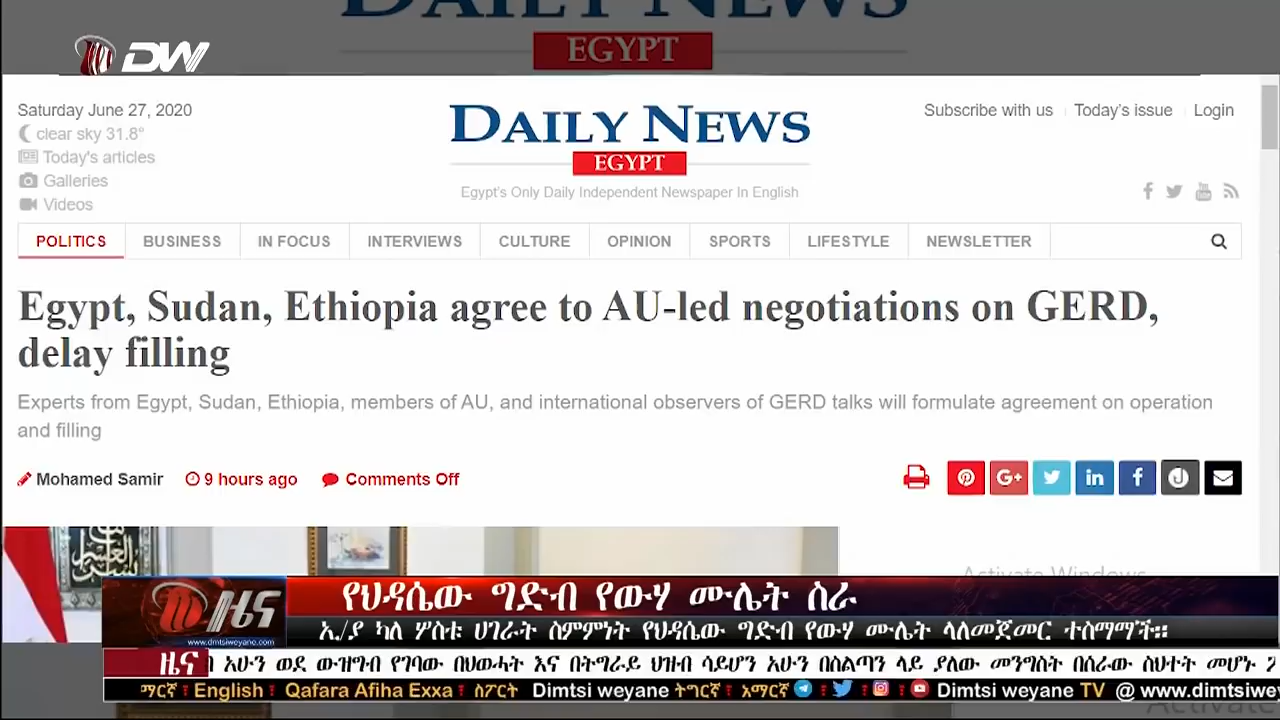 DAILY NEWS
EGYPT
DW
Saturday June 27, 2020
clear sky 31.8°
Today's articles
Galleries
Videos
DAILY NEWS
EGYPT
Egypt's Only Daily Independent Newspaper In English
Subscribe with us Today's issue Login
POLITICS BUSINESS IN FOCUS INTERVIEWS CULTURE OPINION SPORTS LIFESTYLE NEWSLETTER
Egypt, Sudan, Ethiopia agree to AU-led negotiations on GERD,
delay filling
Experts from Egypt, Sudan, Ethiopia, members of AU, and international observers of GERD talks will formulate agreement on operation
and filling
Mohamed Samir 9 hours ago Comments Off
Activate Windows
ዜና
www.dmtsiweyane.com
የህዳሴው ግድብ የውሃ ሙሌት ስራ
ኢ/ያ ካለ ሦስቱ ሀገራት ስምምነት የህዳሴው ግድብ የውሃ ሙሌት ላለመጀመር ተስማማች፡፡
ዜና አሁን ወደ ውዝግብ የገባው በህወሓት እና በትግራይ ህዝብ ሳይሆን አሁን በስልጣን ላይ ያለው መንግስት በሰራው ስህተት መሆኑ
ማርኛ English Qafara Afiha Exxa ስፖርት Dimtsi weyane ትግርኛ አማርኛ Dimtsi weyane TV @ www.dimtsiwe